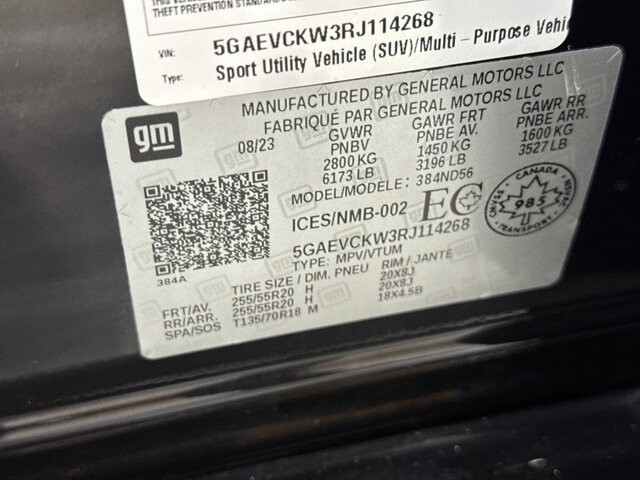 THIS
THEFT PREVENTION STANDARDS
VIN: 5GAEVCKW3RJ114268
Type: Sport Utility Vehicle (SUV)/Multi - Purpose Vehi
gm
MANUFACTURED BY GENERAL MOTORS LLC
FABRIQUÉ PAR GENERAL MOTORS LLC
08/23 GVWR GAWR FRT GAWR RR
PNBV PNBE AV. PNBE ARR.
2800 KG 1450 KG 1600 KG
6173 LB 3196 LB 3527 LB
MODEL/MODELE: 384ND56
ICES/NMB-002 EC
CANADA
985
TRANSPORT
5GAEVCKW3RJ114268
TYPE: MPV/VTUM
384A
TIRE SIZE / DIM. PNEU RIM / JANTE
FRT/AV. 255/55R20 H 20X8J
RR/ARR. 255/55R20 H 20X8J
SPA/SOS T135/70R18 M 18X4.5B